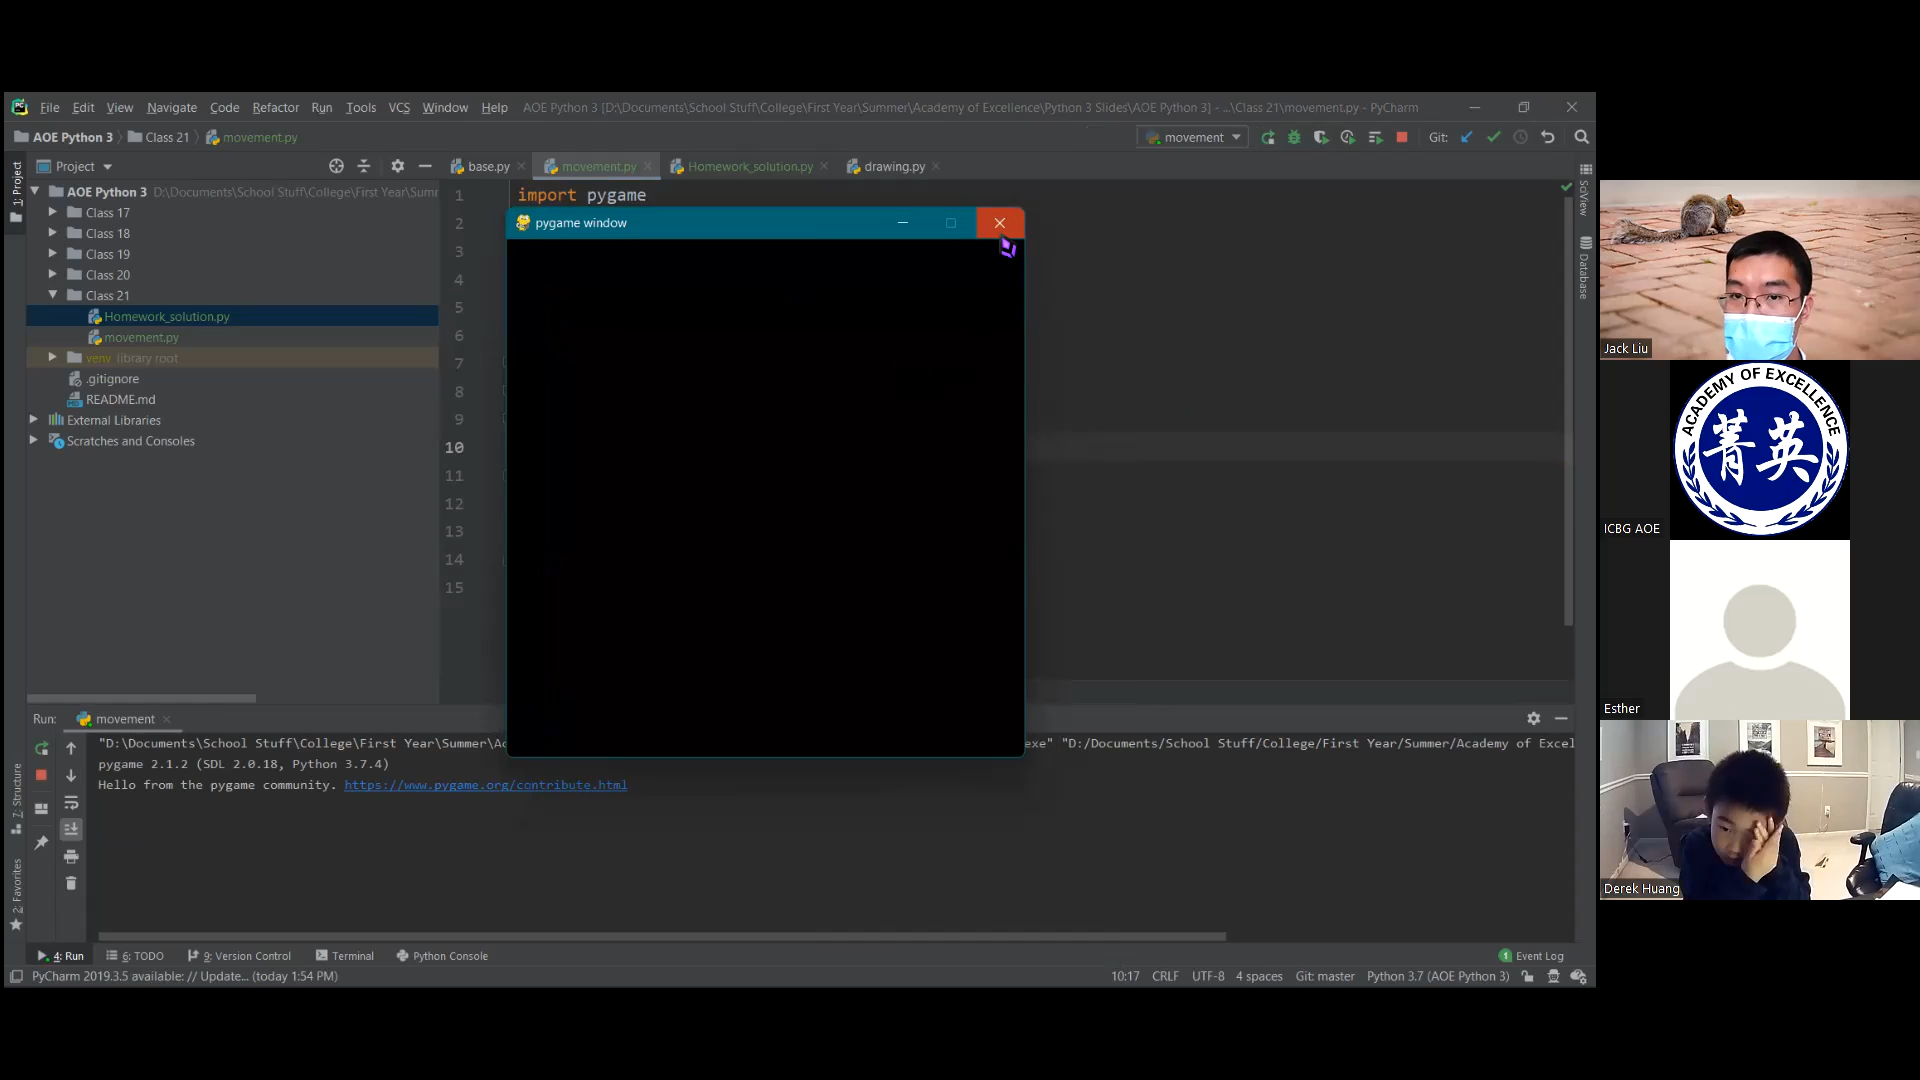 File Edit View Navigate Code Refactor Run Tools VCS Window Help AOE Python 3 [D:\Documents\School Stuff\College\First Year\Summer\Academy of Excellence\Python 3 Slides\AOE Python 3] - ...\Class 21\movement.py - PyCharm
AOE Python 3 Class 21 movement.py
movement
Git:
1: Project
Project
base.py movement.py Homework_solution.py drawing.py
AOE Python 3 D:\Documents\School Stuff\College\First Year\Summ
Class 17
Class 18
Class 19
Class 20
Class 21
Homework_solution.py
movement.py
venv library root
.gitignore
README.md
External Libraries
Scratches and Consoles
1 import pygame
2
3
4
5
6
7
8
9
10
11
12
13
14
15
pygame window
SciView
Database
Run: movement
"D:\Documents\School Stuff\College\First Year\Summer\Ac
exe" "D:/Documents/School Stuff/College/First Year/Summer/Academy of Excel
pygame 2.1.2 (SDL 2.0.18, Python 3.7.4)
Hello from the pygame community. https://www.pygame.org/contribute.html
7: Structure
2: Favorites
4: Run 6: TODO 9: Version Control Terminal Python Console
1 Event Log
PyCharm 2019.3.5 available: // Update... (today 1:54 PM)
10:17 CRLF UTF-8 4 spaces Git: master Python 3.7 (AOE Python 3)
Jack Liu
ACADEMY OF EXCELLENCE
菁英
ICBG AOE
Esther
Derek Huang